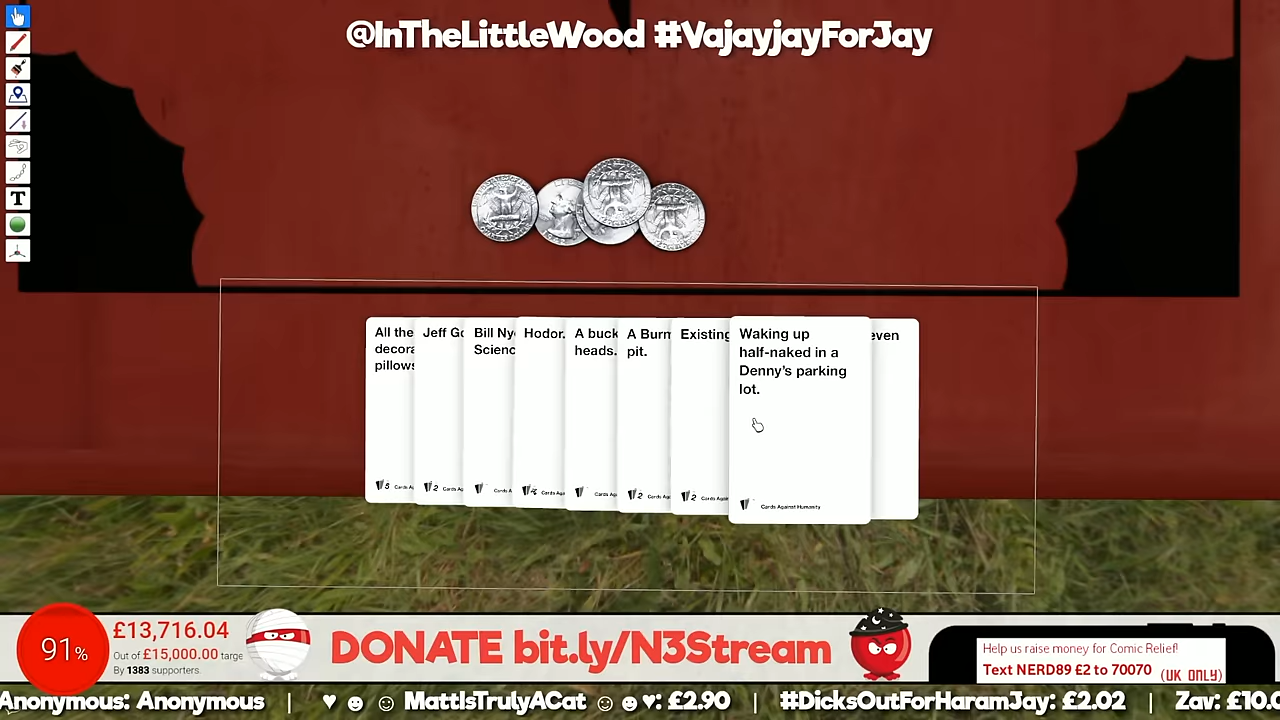 @InTheLittleWood #VajayjayForJay
T
All the
decora
pillows
Jeff Go
Bill Ny
Scienc
Hodor.
A buck
heads.
A Burm
pit.
Existing
Waking up
half-naked in a
Denny's parking
lot.
even
Cards Against Humanity
91%
£13,716.04
Out of £15,000.00 targe
By 1383 supporters.
DONATE bit.ly/N3Stream
Help us raise money for Comic Relief!
Text NERD89 £2 to 70070 (UK ONLY)
Anonymous: Anonymous | ♥ ☻ ☺ MattIsTrulyACat ☺ ☻ ♥: £2.90 | #DicksOutForHaramJay: £2.02 | Zav: £10.0